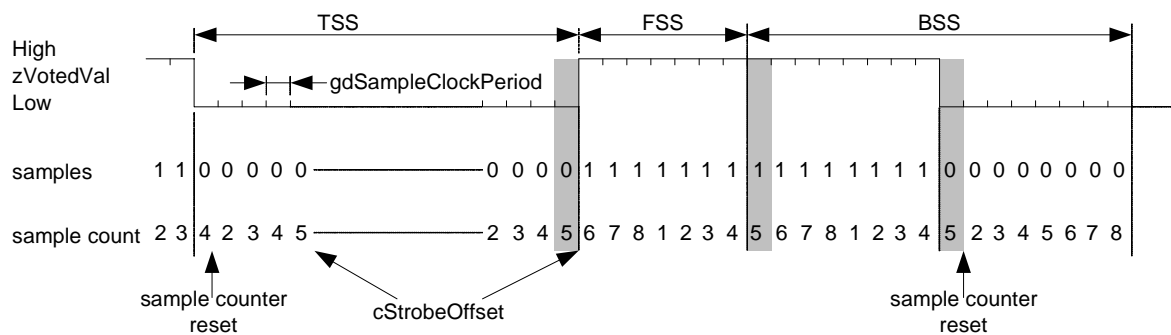 TSS FSS BSS
High
zVotedVal
Low
gdSampleClockPeriod
samples 1 1 0 0 0 0 0 0 0 0 0 1 1 1 1 1 1 1 1 1 1 1 1 1 1 1 0 0 0 0 0 0 0 0
sample count 2 3 4 2 3 4 5 2 3 4 5 6 7 8 1 2 3 4 5 6 7 8 1 2 3 4 5 2 3 4 5 6 7 8
sample counter
reset
cStrobeOffset
sample counter
reset